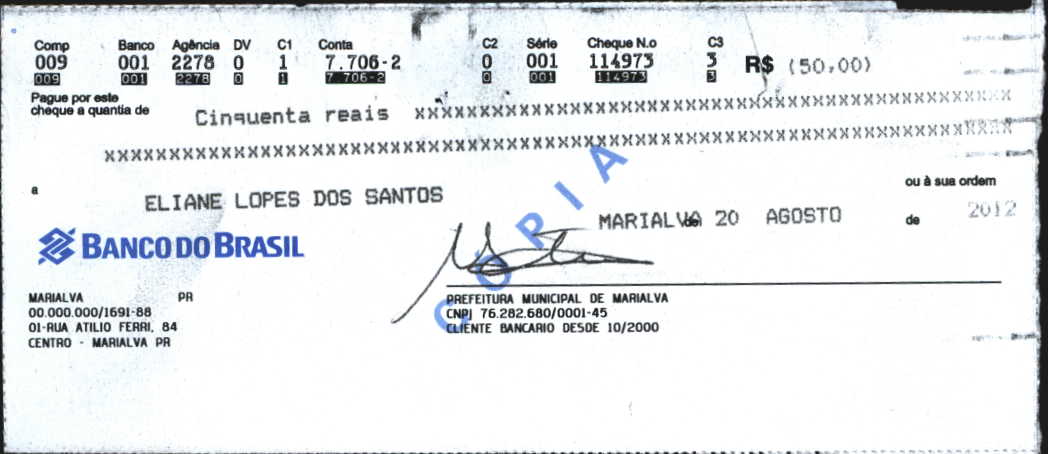 Comp Banco Agência DV C1 Conta C2 Série Cheque N.o C3
009 001 2278 0 1 7.706-2 0 001 114973 3 R$ (50,00)
009 001 2278 0 1 7.706-2 0 001 114973 3
Pague por este
cheque a quantia de Cinquenta reais xxxxxxxxxxxxxxxxxxxxxxxxxxxxxxxxxxxxxxxxxxxxxx
xxxxxxxxxxxxxxxxxxxxxxxxxxxxxxxxxxxxxxxxxxxxxxxxxxxxxxxxxxxxxxxxxxxxxx
a ELIANE LOPES DOS SANTOS ou à sua ordem
MARIALVA de 20 AGOSTO de 2012
BANCO DO BRASIL
CÓPIA
MARIALVA PR
00.000.000/1691-88
01-RUA ATILIO FERRI, 84
CENTRO - MARIALVA PR
PREFEITURA MUNICIPAL DE MARIALVA
CNPJ 76.282.680/0001-45
CLIENTE BANCARIO DESDE 10/2000